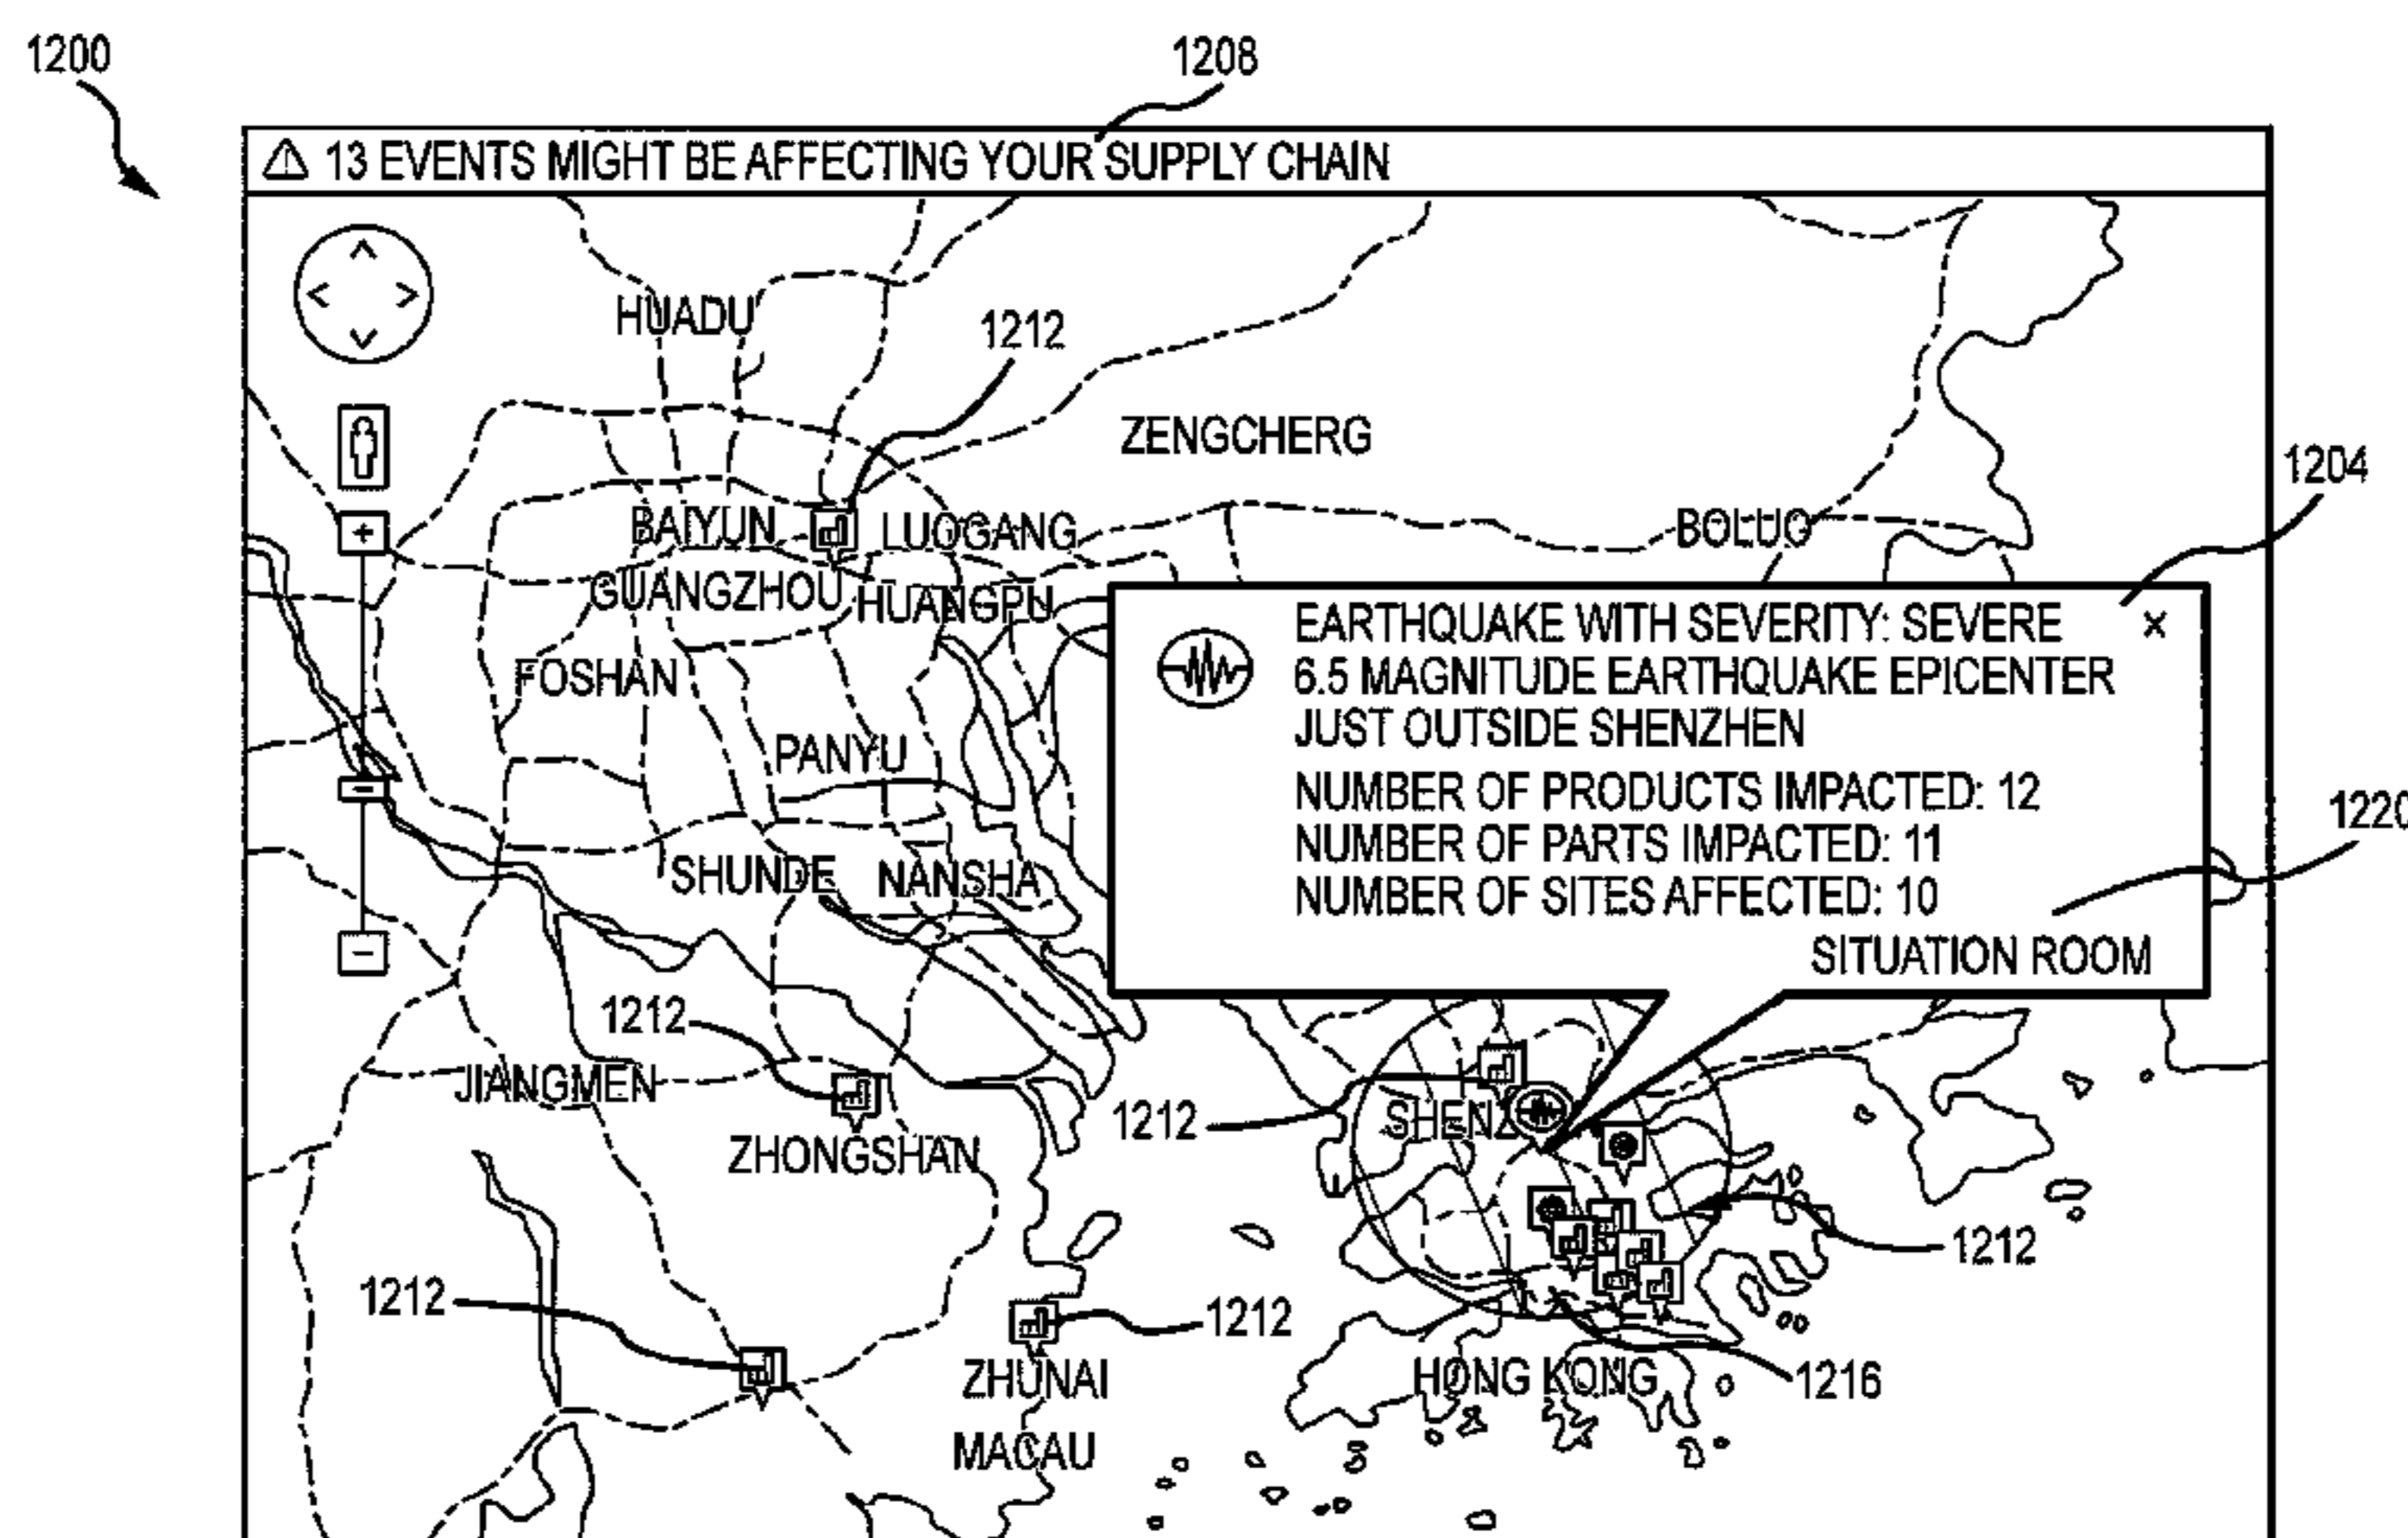 1200
1208
13 EVENTS MIGHT BE AFFECTING YOUR SUPPLY CHAIN
HUADU
1212
ZENGCHERG
1204
BAIYUN
LUOGANG
BOLUO
GUANGZHOU
HUANGPU
EARTHQUAKE WITH SEVERITY: SEVERE
×
6.5 MAGNITUDE EARTHQUAKE EPICENTER
JUST OUTSIDE SHENZHEN
FOSHAN
PANYU
NUMBER OF PRODUCTS IMPACTED: 12
1220
NUMBER OF PARTS IMPACTED: 11
SHUNDE
NANSHA
NUMBER OF SITES AFFECTED: 10
SITUATION ROOM
1212
JIANGMEN
1212
SHENZ
ZHONGSHAN
1212
1212
1212
ZHUNAI
HONG KONG
1216
MACAU